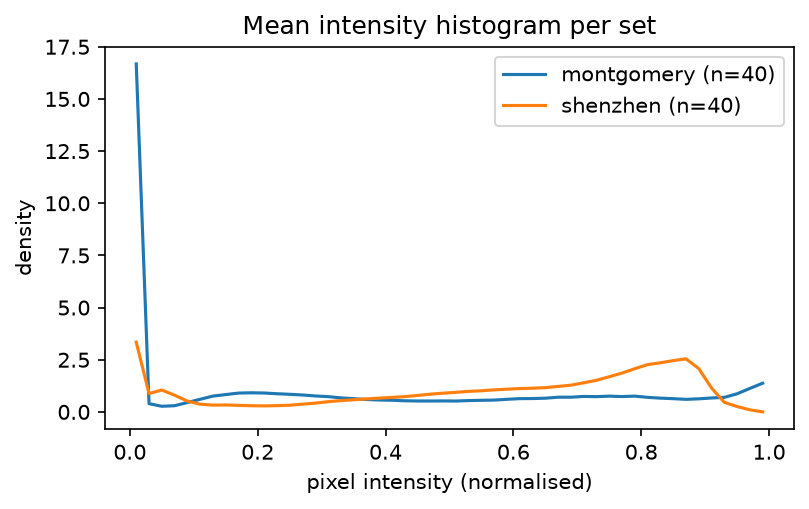 Mean intensity histogram per set
17.5
15.0
12.5
10.0
7.5
5.0
2.5
0.0
density
montgomery (n=40)
shenzhen (n=40)
0.0 0.2 0.4 0.6 0.8 1.0
pixel intensity (normalised)